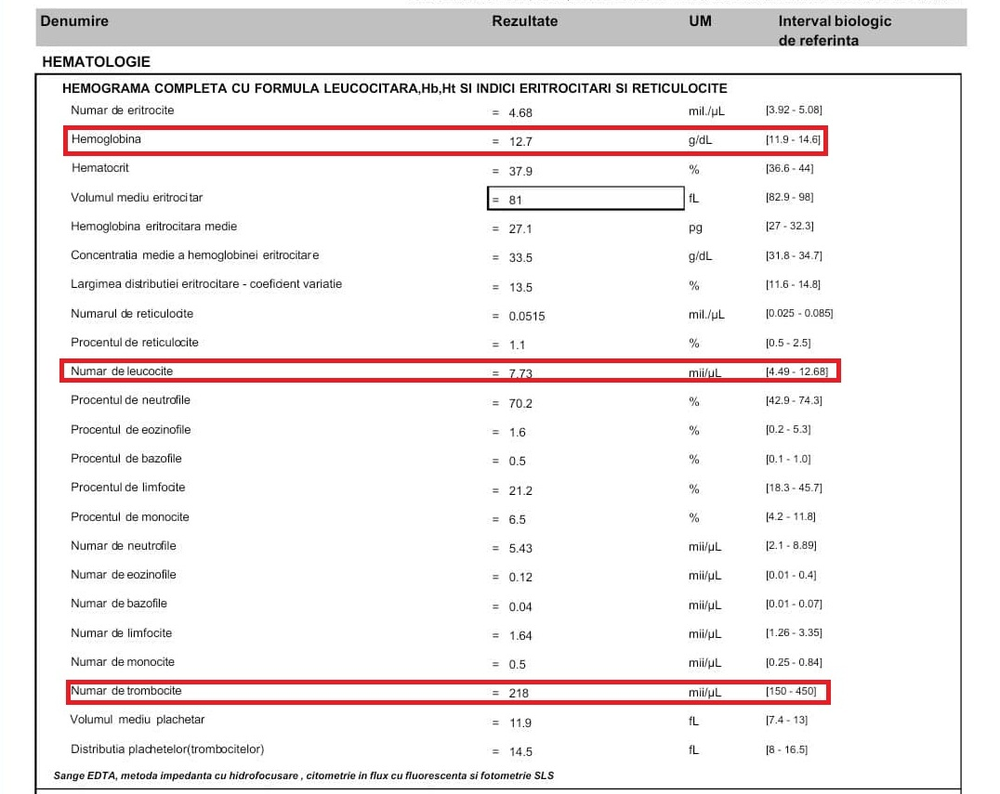 Denumire Rezultate UM Interval biologic
de referinta
HEMATOLOGIE
HEMOGRAMA COMPLETA CU FORMULA LEUCOCITARA,Hb,Ht SI INDICI ERITROCITARI SI RETICULOCITE
Numar de eritrocite = 4.68 mil./µL [3.92 - 5.08]
Hemoglobina = 12.7 g/dL [11.9 - 14.6]
Hematocrit = 37.9 % [36.6 - 44]
Volumul mediu eritrocitar = 81 fL [82.9 - 98]
Hemoglobina eritrocitara medie = 27.1 pg [27 - 32.3]
Concentratia medie a hemoglobinei eritrocitare = 33.5 g/dL [31.8 - 34.7]
Largimea distributiei eritrocitare - coeficient variatie = 13.5 % [11.6 - 14.8]
Numarul de reticulocite = 0.0515 mil./µL [0.025 - 0.085]
Procentul de reticulocite = 1.1 % [0.5 - 2.5]
Numar de leucocite = 7.73 mii/µL [4.49 - 12.68]
Procentul de neutrofile = 70.2 % [42.9 - 74.3]
Procentul de eozinofile = 1.6 % [0.2 - 5.3]
Procentul de bazofile = 0.5 % [0.1 - 1.0]
Procentul de limfocite = 21.2 % [18.3 - 45.7]
Procentul de monocite = 6.5 % [4.2 - 11.8]
Numar de neutrofile = 5.43 mii/µL [2.1 - 8.89]
Numar de eozinofile = 0.12 mii/µL [0.01 - 0.4]
Numar de bazofile = 0.04 mii/µL [0.01 - 0.07]
Numar de limfocite = 1.64 mii/µL [1.26 - 3.35]
Numar de monocite = 0.5 mii/µL [0.25 - 0.84]
Numar de trombocite = 218 mii/µL [150 - 450]
Volumul mediu plachetar = 11.9 fL [7.4 - 13]
Distributia plachetelor(trombocitelor) = 14.5 fL [8 - 16.5]
Sange EDTA, metoda impedanta cu hidrofocusare , citometrie in flux cu fluorescenta si fotometrie SLS